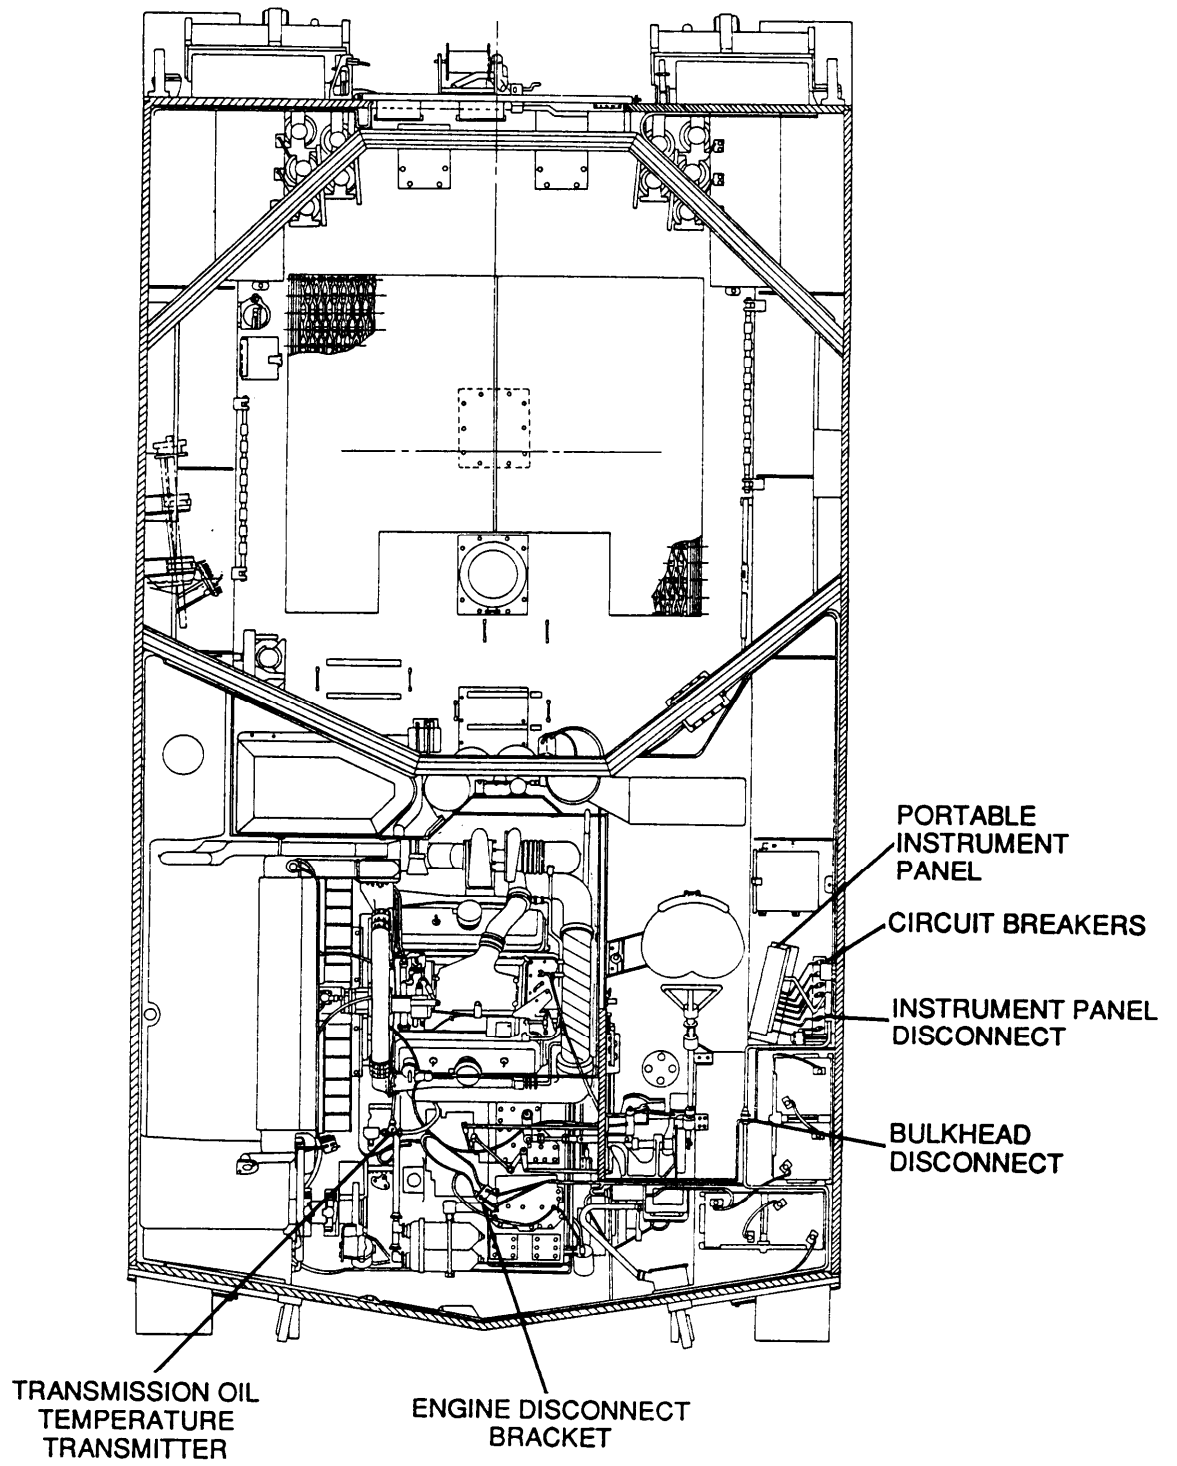 PORTABLE
INSTRUMENT
PANEL
CIRCUIT BREAKERS
INSTRUMENT PANEL
DISCONNECT
BULKHEAD
DISCONNECT
TRANSMISSION OIL
TEMPERATURE
TRANSMITTER
ENGINE DISCONNECT
BRACKET